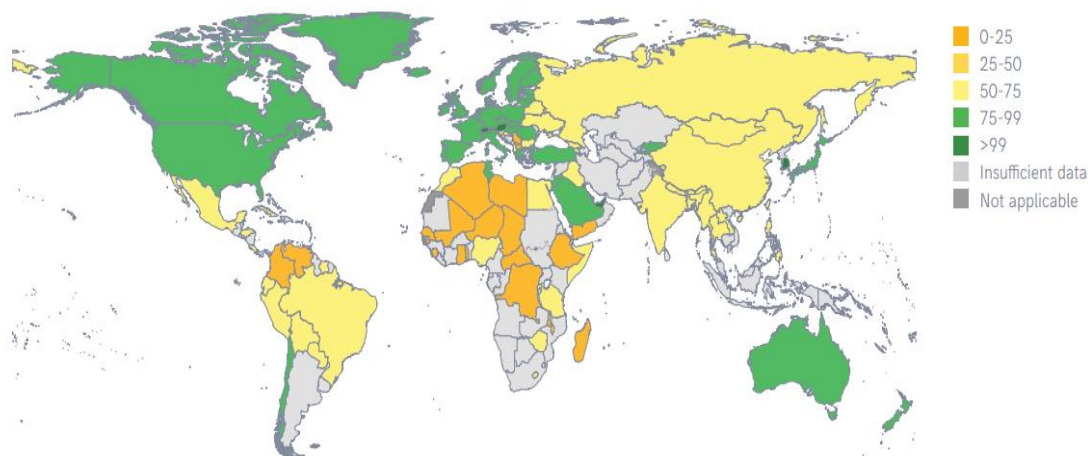 0-25
25-50
50-75
75-99
>99
Insufficient data
Not applicable